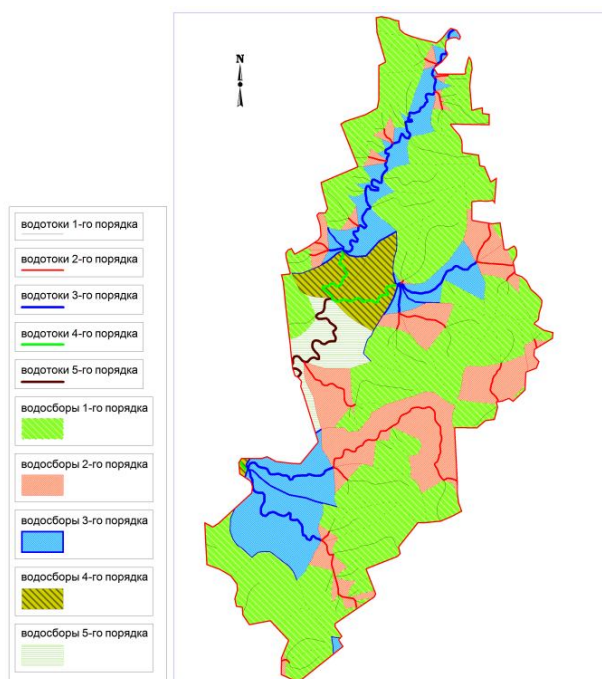 N
водотоки 1-го порядка
водотоки 2-го порядка
водотоки 3-го порядка
водотоки 4-го порядка
водотоки 5-го порядка
водосборы 1-го порядка
водосборы 2-го порядка
водосборы 3-го порядка
водосборы 4-го порядка
водосборы 5-го порядка